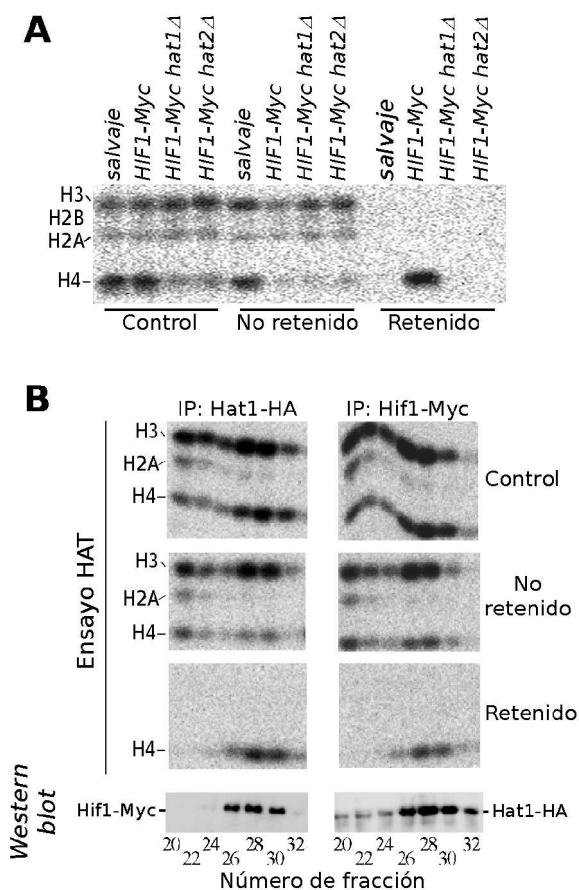 A
salvaje
HIF1-Myc
HIF1-Myc hat1Δ
HIF1-Myc hat2Δ
salvaje
HIF1-Myc
HIF1-Myc hat1Δ
HIF1-Myc hat2Δ
salvaje
HIF1-Myc
HIF1-Myc hat1Δ
HIF1-Myc hat2Δ
H3
H2B
H2A
H4
Control
No retenido
Retenido
B
IP: Hat1-HA
IP: Hif1-Myc
Ensayo HAT
H3
H2A
H4
Control
H3
H2A
H4
No
retenido
H4
Retenido
Western
blot
Hif1-Myc
Hat1-HA
20 22 24 26 28 30 32
20 22 24 26 28 30 32
Número de fracción